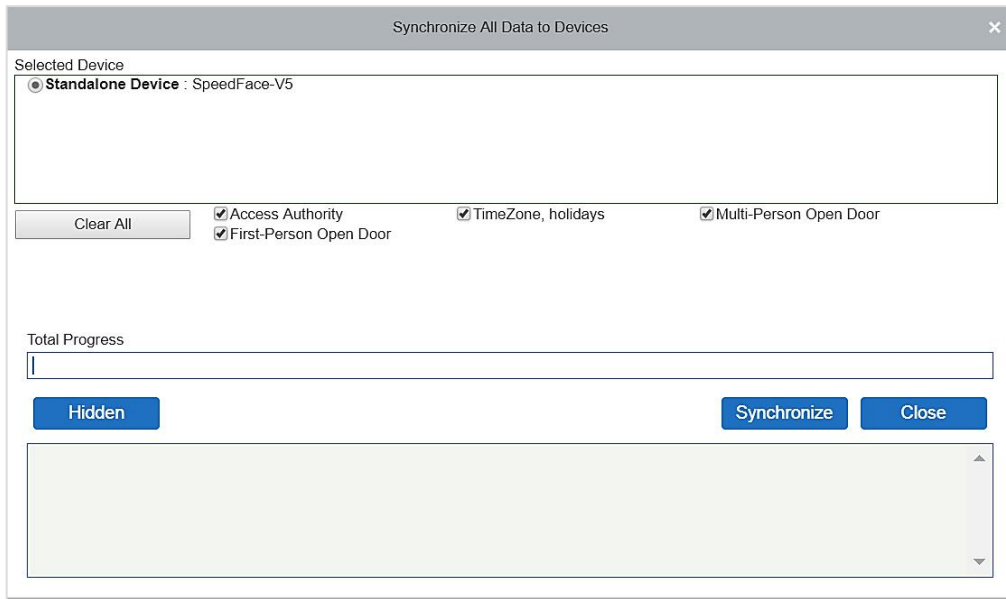 Synchronize All Data to Devices
Selected Device
Standalone Device : SpeedFace-V5
Clear All
Access Authority TimeZone, holidays Multi-Person Open Door
First-Person Open Door
Total Progress
Hidden Synchronize Close